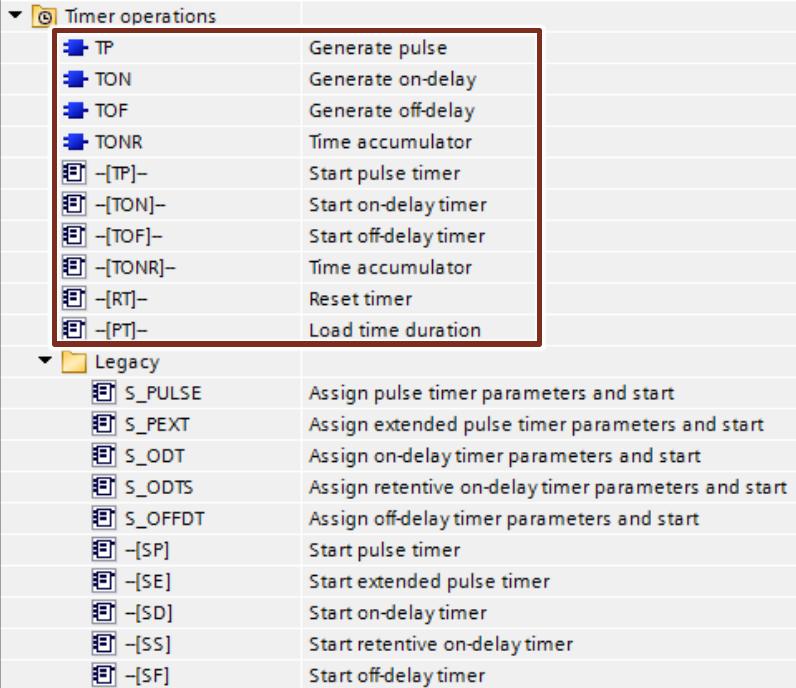 Timer operations
TP Generate pulse
TON Generate on-delay
TOF Generate off-delay
TONR Time accumulator
–[TP]– Start pulse timer
–[TON]– Start on-delay timer
–[TOF]– Start off-delay timer
–[TONR]– Time accumulator
–[RT]– Reset timer
–[PT]– Load time duration
Legacy
S_PULSE Assign pulse timer parameters and start
S_PEXT Assign extended pulse timer parameters and start
S_ODT Assign on-delay timer parameters and start
S_ODTS Assign retentive on-delay timer parameters and start
S_OFFDT Assign off-delay timer parameters and start
–[SP] Start pulse timer
–[SE] Start extended pulse timer
–[SD] Start on-delay timer
–[SS] Start retentive on-delay timer
–[SF] Start off-delay timer